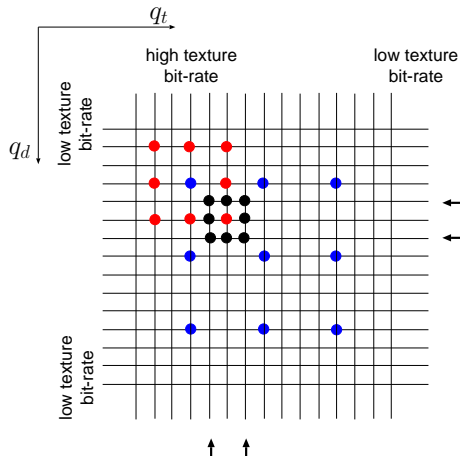 q_t
high texture
bit-rate
low texture
bit-rate
low texture
bit-rate
q_d
low texture
bit-rate